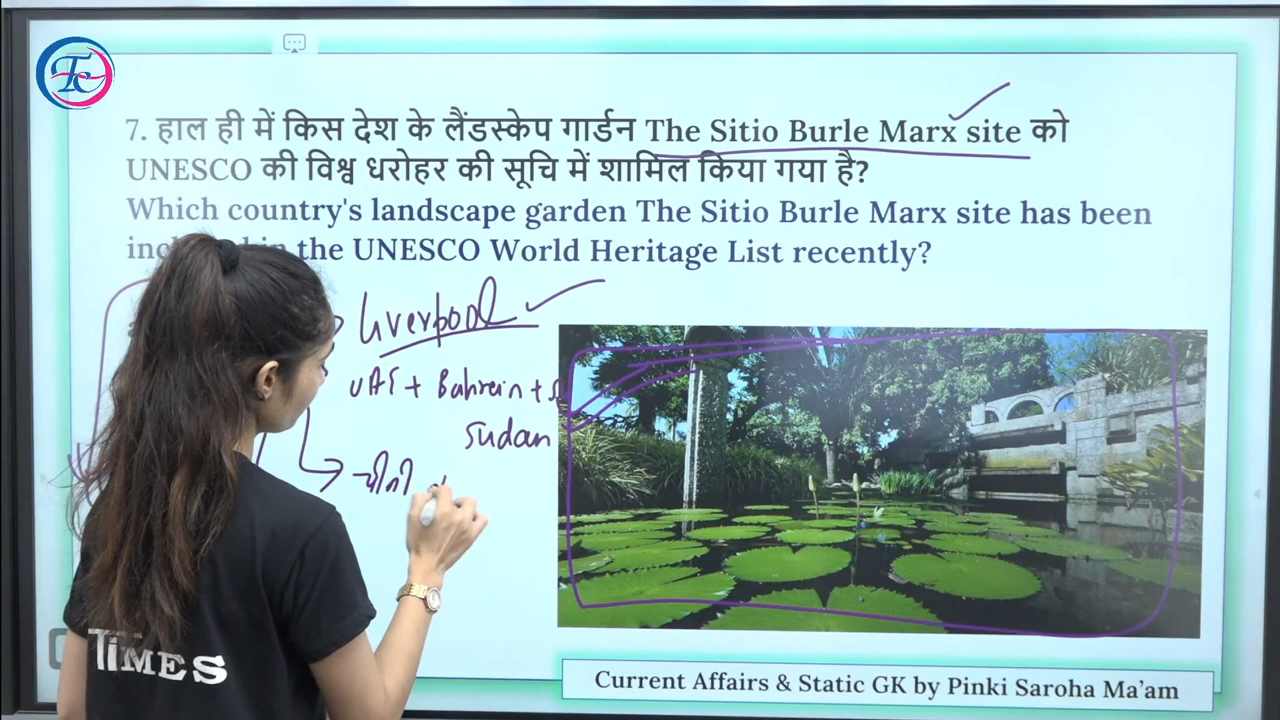 7. हाल ही में किस देश के लैंडस्केप गार्डन The Sitio Burle Marx site को
UNESCO की विश्व धरोहर की सूचि में शामिल किया गया है?
Which country's landscape garden The Sitio Burle Marx site has been
the UNESCO World Heritage List recently?
Liverpool
UAE + Bahrein +
Sudan
चीनी
TIMES
Current Affairs & Static GK by Pinki Saroha Ma'am
Tc